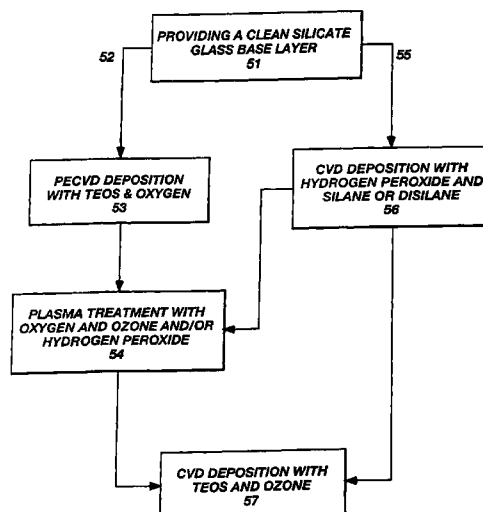 PROVIDING A CLEAN SILICATE
GLASS BASE LAYER
51
52
55
PECVD DEPOSITION
WITH TEOS & OXYGEN
53
CVD DEPOSITION WITH
HYDROGEN PEROXIDE AND
SILANE OR DISILANE
56
PLASMA TREATMENT WITH
OXYGEN AND OZONE AND/OR
HYDROGEN PEROXIDE
54
CVD DEPOSITION WITH
TEOS AND OZONE
57